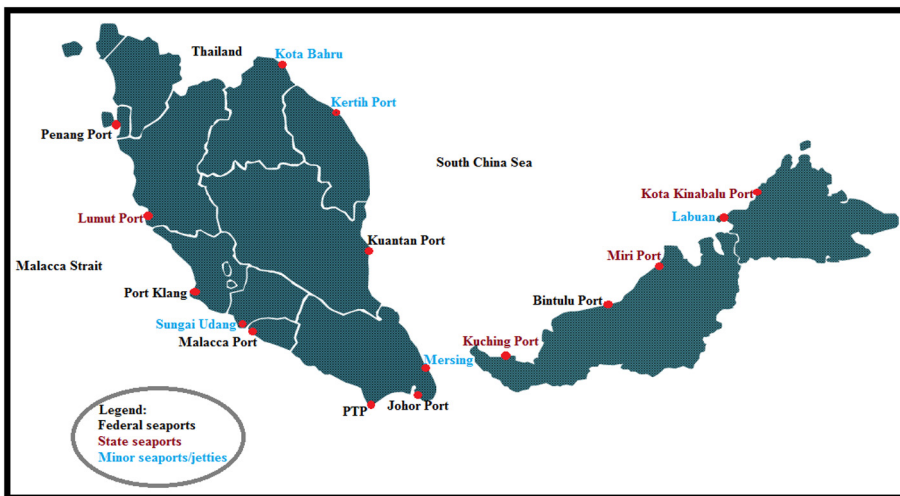 Thailand
Kota Bahru
Kertih Port
Penang Port
South China Sea
Kota Kinabalu Port
Lumut Port
Labuan
Kuantan Port
Miri Port
Malacca Strait
Port Klang
Bintulu Port
Sungai Udang
Malacca Port
Kuching Port
Mersing
PTP
Johor Port
Legend:
Federal seaports
State seaports
Minor seaports/jetties